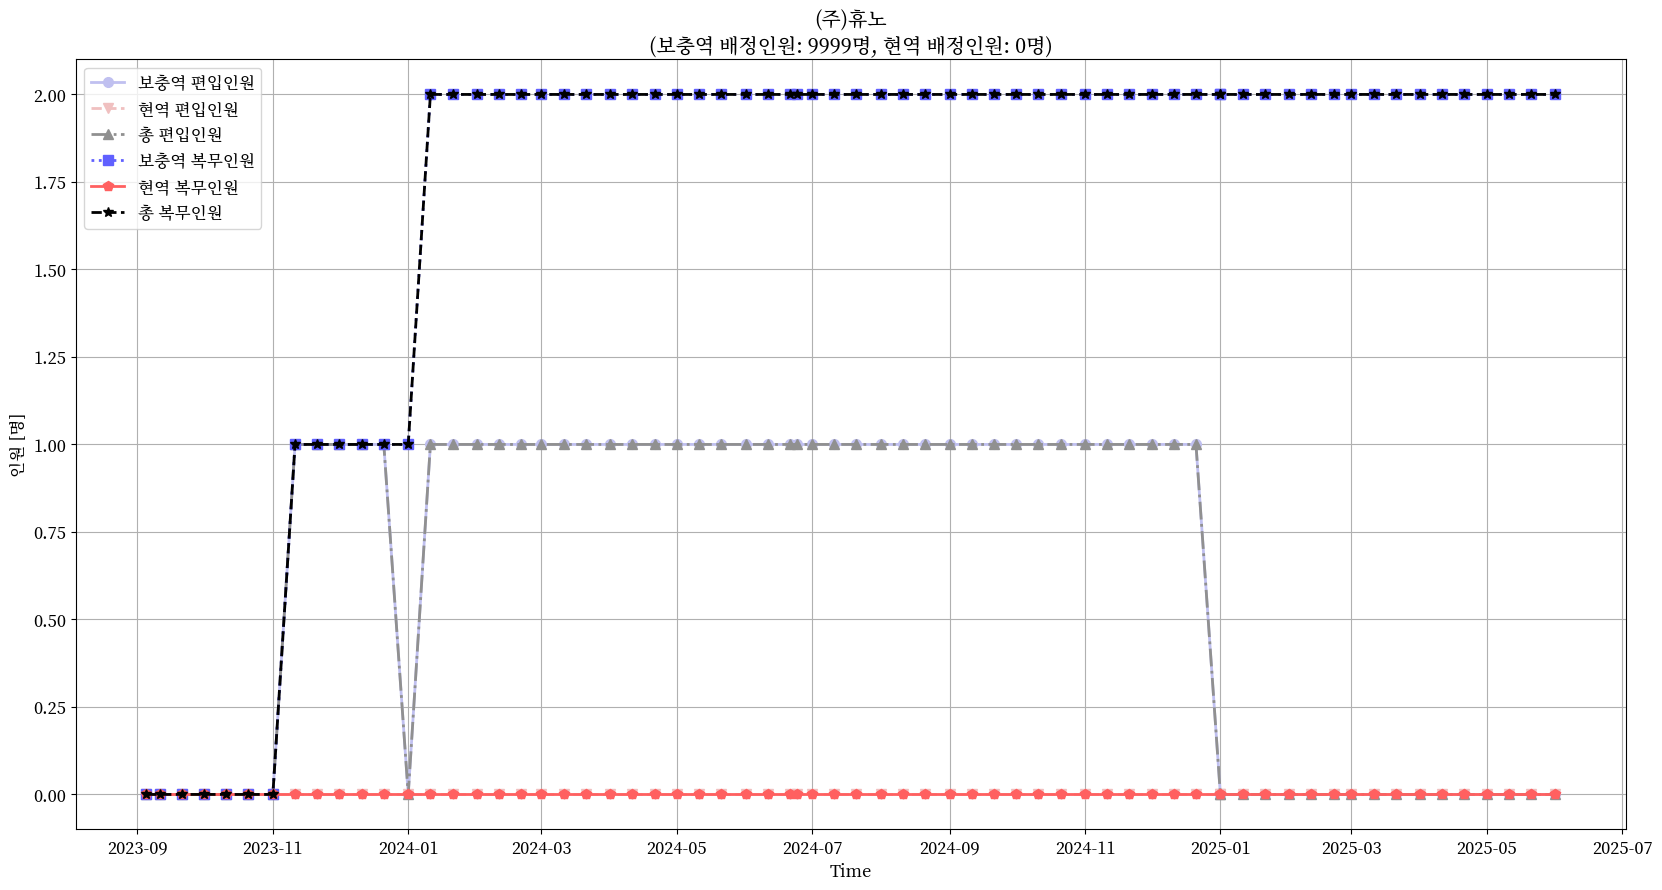 (주)휴노
(보충역 배정인원: 9999명, 현역 배정인원: 0명)
보충역 편입인원
현역 편입인원
총 편입인원
보충역 복무인원
현역 복무인원
총 복무인원
2.00
1.75
1.50
1.25
1.00
0.75
0.50
0.25
0.00
인원 [명]
2023-09
2023-11
2024-01
2024-03
2024-05
2024-07
2024-09
2024-11
2025-01
2025-03
2025-05
2025-07
Time